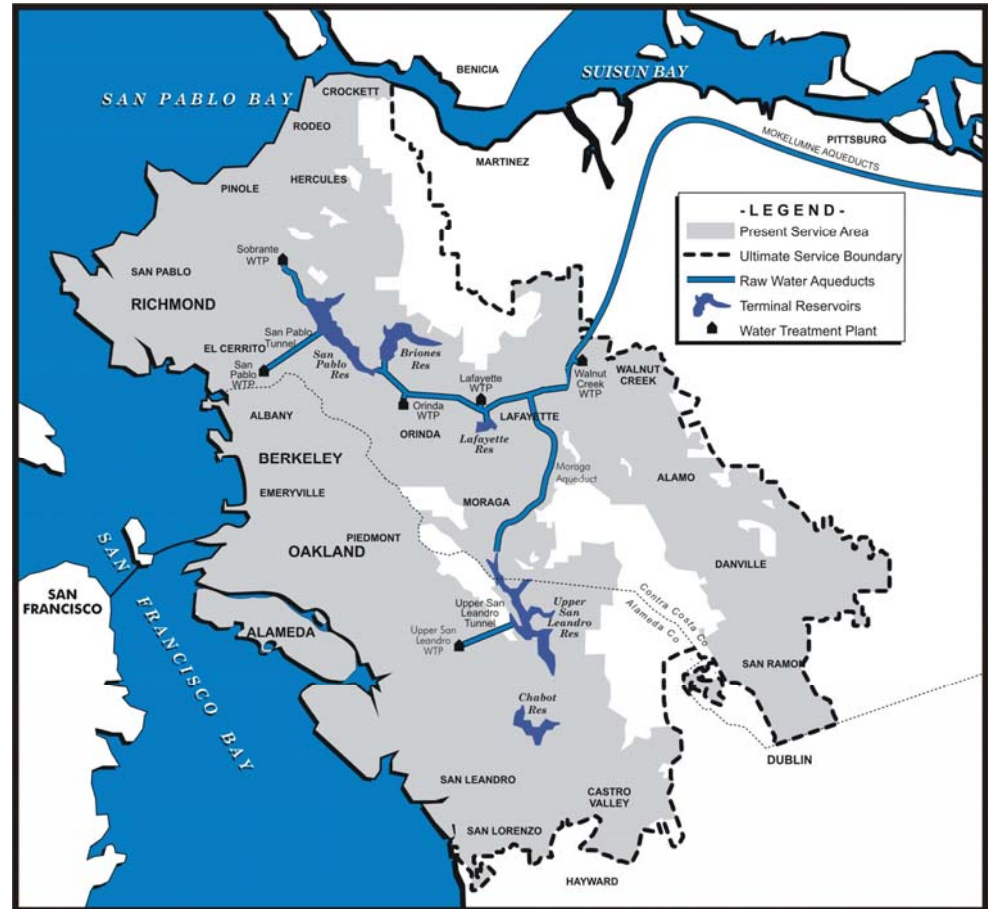 BENICIA
SUISUN BAY
SAN PABLO BAY
CROCKETT
RODEO
MARTINEZ
PITTSBURG
MOKELUMNE AQUEDUCTS
PINOLE
HERCULES
- LEGEND -
Present Service Area
Ultimate Service Boundary
Raw Water Aqueducts
Terminal Reservoirs
Water Treatment Plant
Sobrante
WTP
SAN PABLO
RICHMOND
San Pablo
Tunnel
EL CERRITO
San
Pablo
WTP
San
Pablo
Res
Briones
Res
Lafayette
WTP
Walnut
Creek
WTP
WALNUT
CREEK
Orinda
WTP
LAFAYETTE
ALBANY
ORINDA
Lafayette
Res
BERKELEY
Moraga
Aqueduct
ALAMO
EMERYVILLE
MORAGA
PIEDMONT
OAKLAND
DANVILLE
SAN
FRANCISCO
SAN FRANCISCO BAY
ALAMEDA
Upper San
Leandro
Tunnel
Upper
San
Leandro
Res
Upper San
Leandro
WTP
Contra Costa Co
Alameda Co
SAN RAMON
Chabot
Res
DUBLIN
SAN LEANDRO
CASTRO
VALLEY
SAN LORENZO
HAYWARD